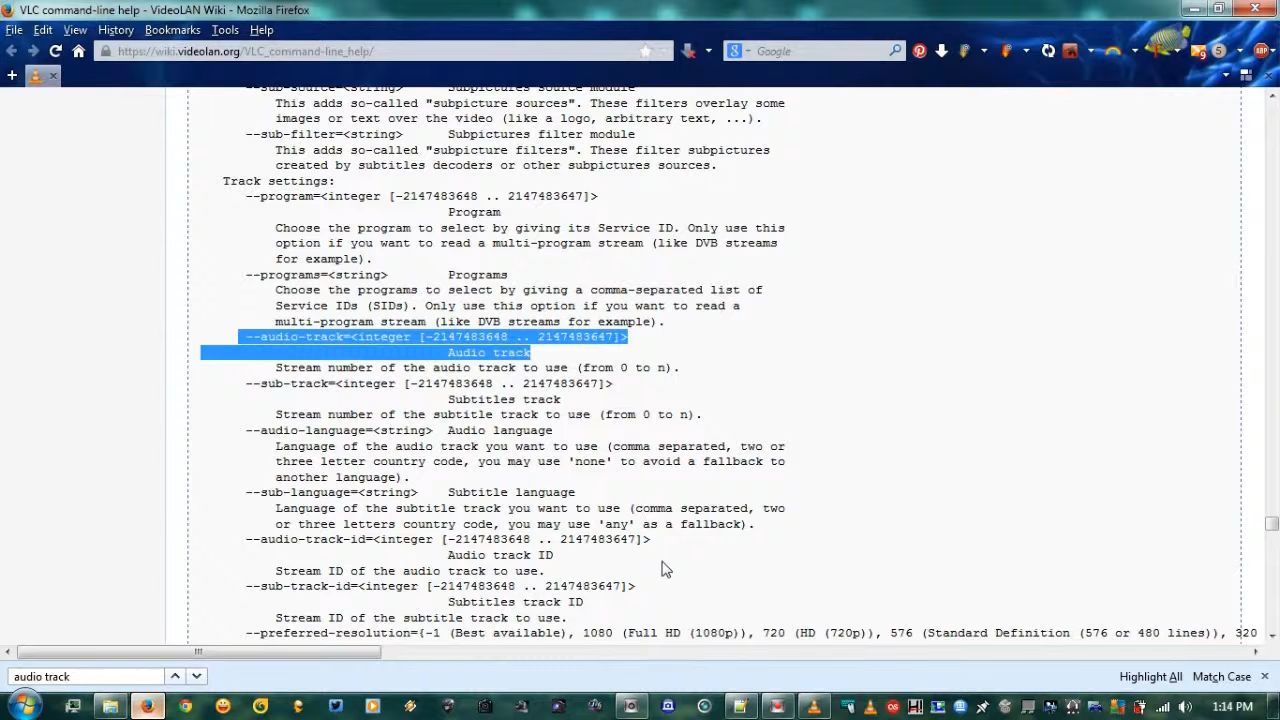 VLC command-line help - VideoLAN Wiki - Mozilla Firefox
File Edit View History Bookmarks Tools Help
https://wiki.videolan.org/VLC_command-line_help/
Google
9
5
ABP
--sub-source=<string> Subpictures source module
This adds so-called "subpicture sources". These filters overlay some
images or text over the video (like a logo, arbitrary text, ...).
--sub-filter=<string> Subpictures filter module
This adds so-called "subpicture filters". These filter subpictures
created by subtitles decoders or other subpictures sources.
Track settings:
--program=<integer [-2147483648 .. 2147483647]>
Program
Choose the program to select by giving its Service ID. Only use this
option if you want to read a multi-program stream (like DVB streams
for example).
--programs=<string> Programs
Choose the programs to select by giving a comma-separated list of
Service IDs (SIDs). Only use this option if you want to read a
multi-program stream (like DVB streams for example).
--audio-track=<integer [-2147483648 .. 2147483647]>
Audio track
Stream number of the audio track to use (from 0 to n).
--sub-track=<integer [-2147483648 .. 2147483647]>
Subtitles track
Stream number of the subtitle track to use (from 0 to n).
--audio-language=<string> Audio language
Language of the audio track you want to use (comma separated, two or
three letter country code, you may use 'none' to avoid a fallback to
another language).
--sub-language=<string> Subtitle language
Language of the subtitle track you want to use (comma separated, two
or three letters country code, you may use 'any' as a fallback).
--audio-track-id=<integer [-2147483648 .. 2147483647]>
Audio track ID
Stream ID of the audio track to use.
--sub-track-id=<integer [-2147483648 .. 2147483647]>
Subtitles track ID
Stream ID of the subtitle track to use.
--preferred-resolution={-1 (Best available), 1080 (Full HD (1080p)), 720 (HD (720p)), 576 (Standard Definition (576 or 480 lines)), 320
audio track
Highlight All Match Case
1:14 PM